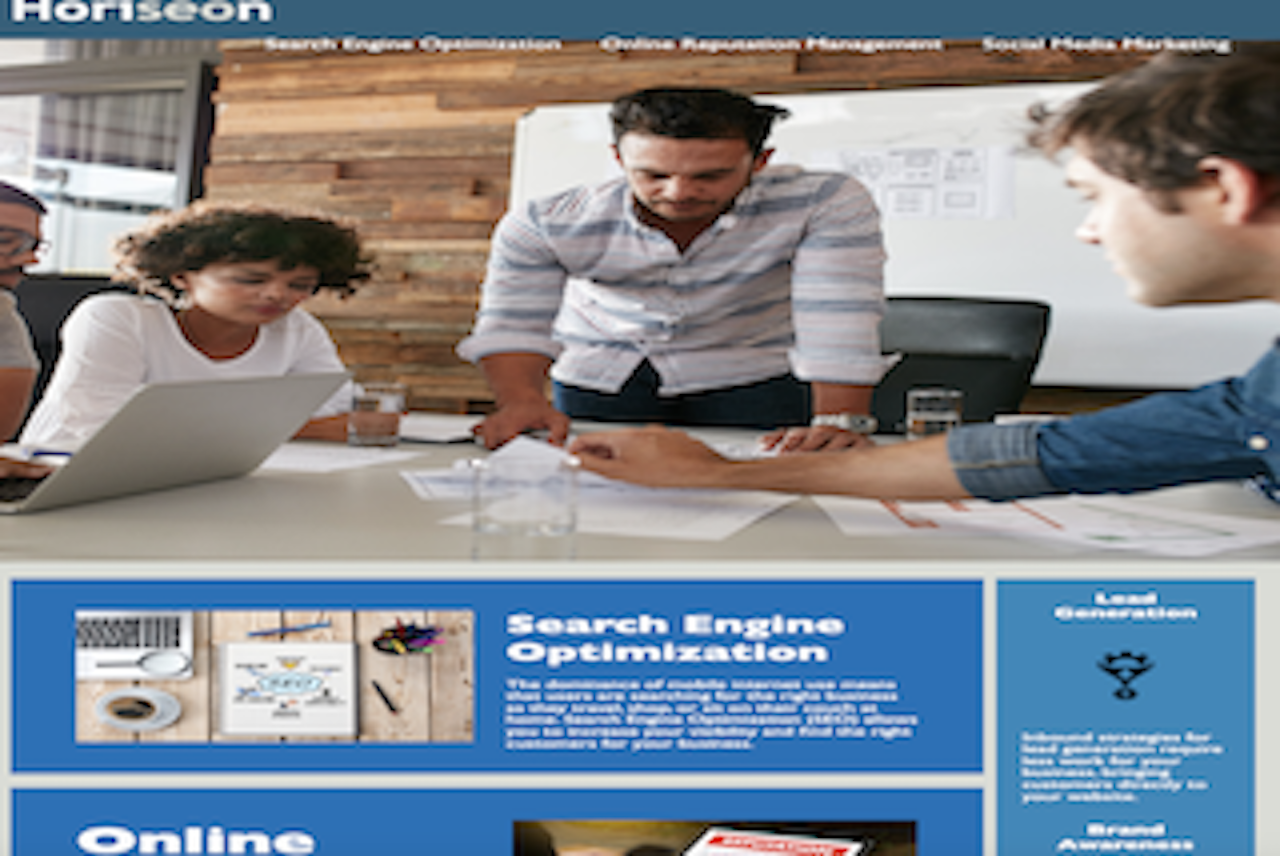 Horiseon
Search Engine Optimization Online Reputation Management Social Media Marketing
Search Engine
Optimization
The dominance of mobile internet use means
that users are searching for the right business
as they travel, shop, or sit on their couch at
home. Search Engine Optimization (SEO) allows
you to increase your visibility and find the right
customers for your business.
Lead
Generation
Inbound strategies for
lead generation require
less work for your
business, bringing
customers directly to
your website.
Brand
Awareness
Online
SEO